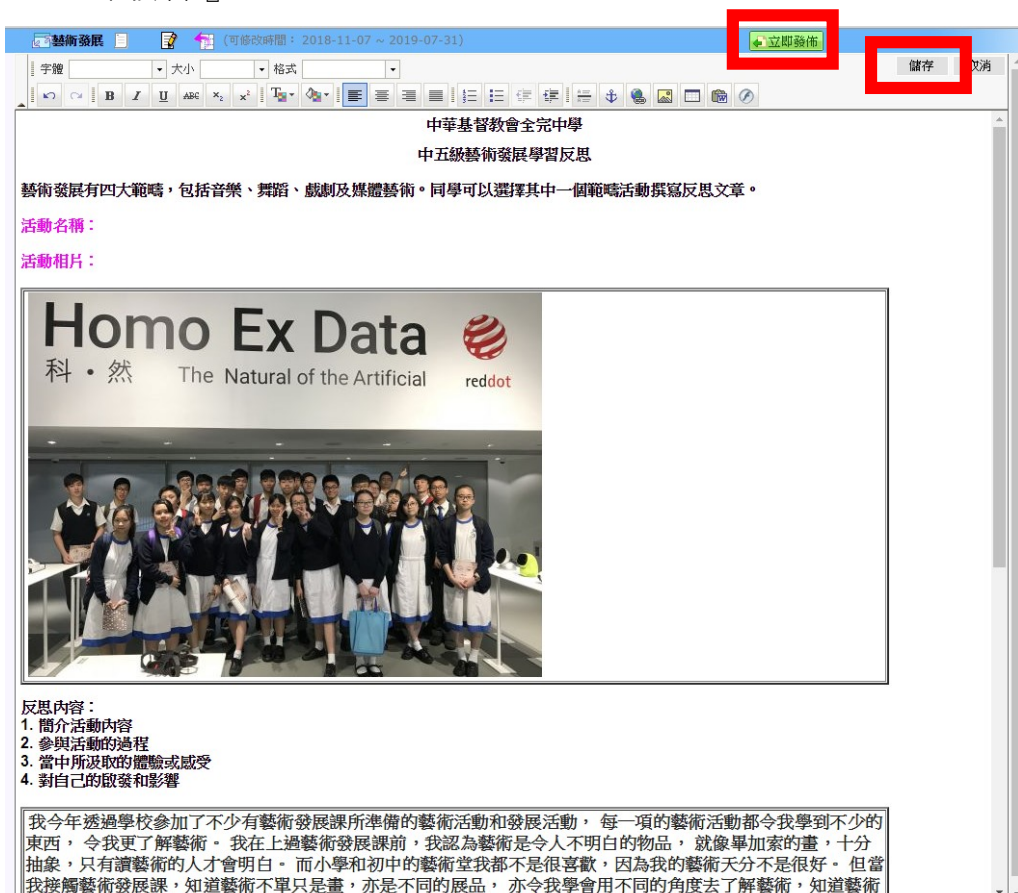 藝術發展 (可修改時間： 2018-11-07 ~ 2019-07-31) 立即發佈
字體 大小 格式 儲存 取消
B I U ABC x₂ x²
中華基督教會全完中學
中五級藝術發展學習反思
藝術發展有四大範疇，包括音樂、舞蹈、戲劇及媒體藝術。同學可以選擇其中一個範疇活動撰寫反思文章。
活動名稱：
活動相片：
Homo Ex Data
科·然 The Natural of the Artificial reddot
反思內容：
1. 簡介活動內容
2. 參與活動的過程
3. 當中所汲取的體驗或感受
4. 對自己的啟發和影響
我今年透過學校參加了不少有藝術發展課所準備的藝術活動和發展活動， 每一項的藝術活動都令我學到不少的
東西， 令我更了解藝術。 我在上過藝術發展課前，我認為藝術是令人不明白的物品， 就像畢加索的畫，十分
抽象，只有讀藝術的人才會明白。 而小學和初中的藝術堂我都不是很喜歡，因為我的藝術天分不是很好。 但當
我接觸藝術發展課，知道藝術不單只是畫，亦是不同的展品， 亦令我學會用不同的角度去了解藝術，知道藝術